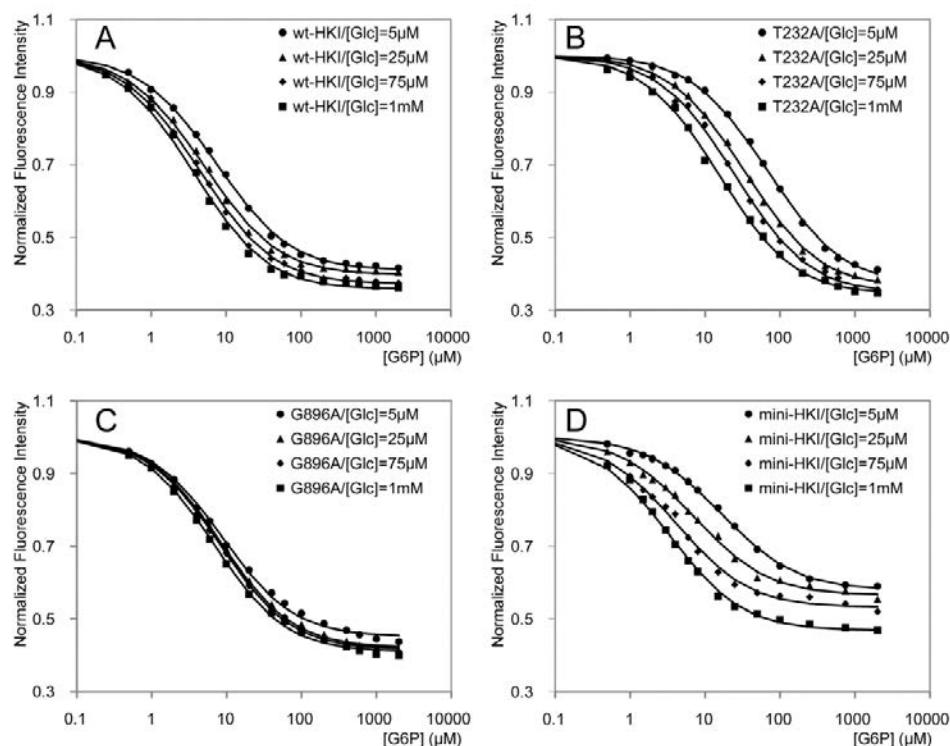 A
wt-HKI/[Glc]=5µM
wt-HKI/[Glc]=25µM
wt-HKI/[Glc]=75µM
wt-HKI/[Glc]=1mM
Normalized Fluorescence Intensity
1.1
0.9
0.7
0.5
0.3
0.1 1 10 100 1000 10000
[G6P] (µM)
B
T232A/[Glc]=5µM
T232A/[Glc]=25µM
T232A/[Glc]=75µM
T232A/[Glc]=1mM
Normalized Fluorescence Intensity
1.1
0.9
0.7
0.5
0.3
0.1 1 10 100 1000 10000
[G6P] (µM)
C
G896A/[Glc]=5µM
G896A/[Glc]=25µM
G896A/[Glc]=75µM
G896A/[Glc]=1mM
Normalized Fluorescence Intensity
1.1
0.9
0.7
0.5
0.3
0.1 1 10 100 1000 10000
[G6P] (µM)
D
mini-HKI/[Glc]=5µM
mini-HKI/[Glc]=25µM
mini-HKI/[Glc]=75µM
mini-HKI/[Glc]=1mM
Normalized Fluorescence Intensity
1.1
0.9
0.7
0.5
0.3
0.1 1 10 100 1000 10000
[G6P] (µM)